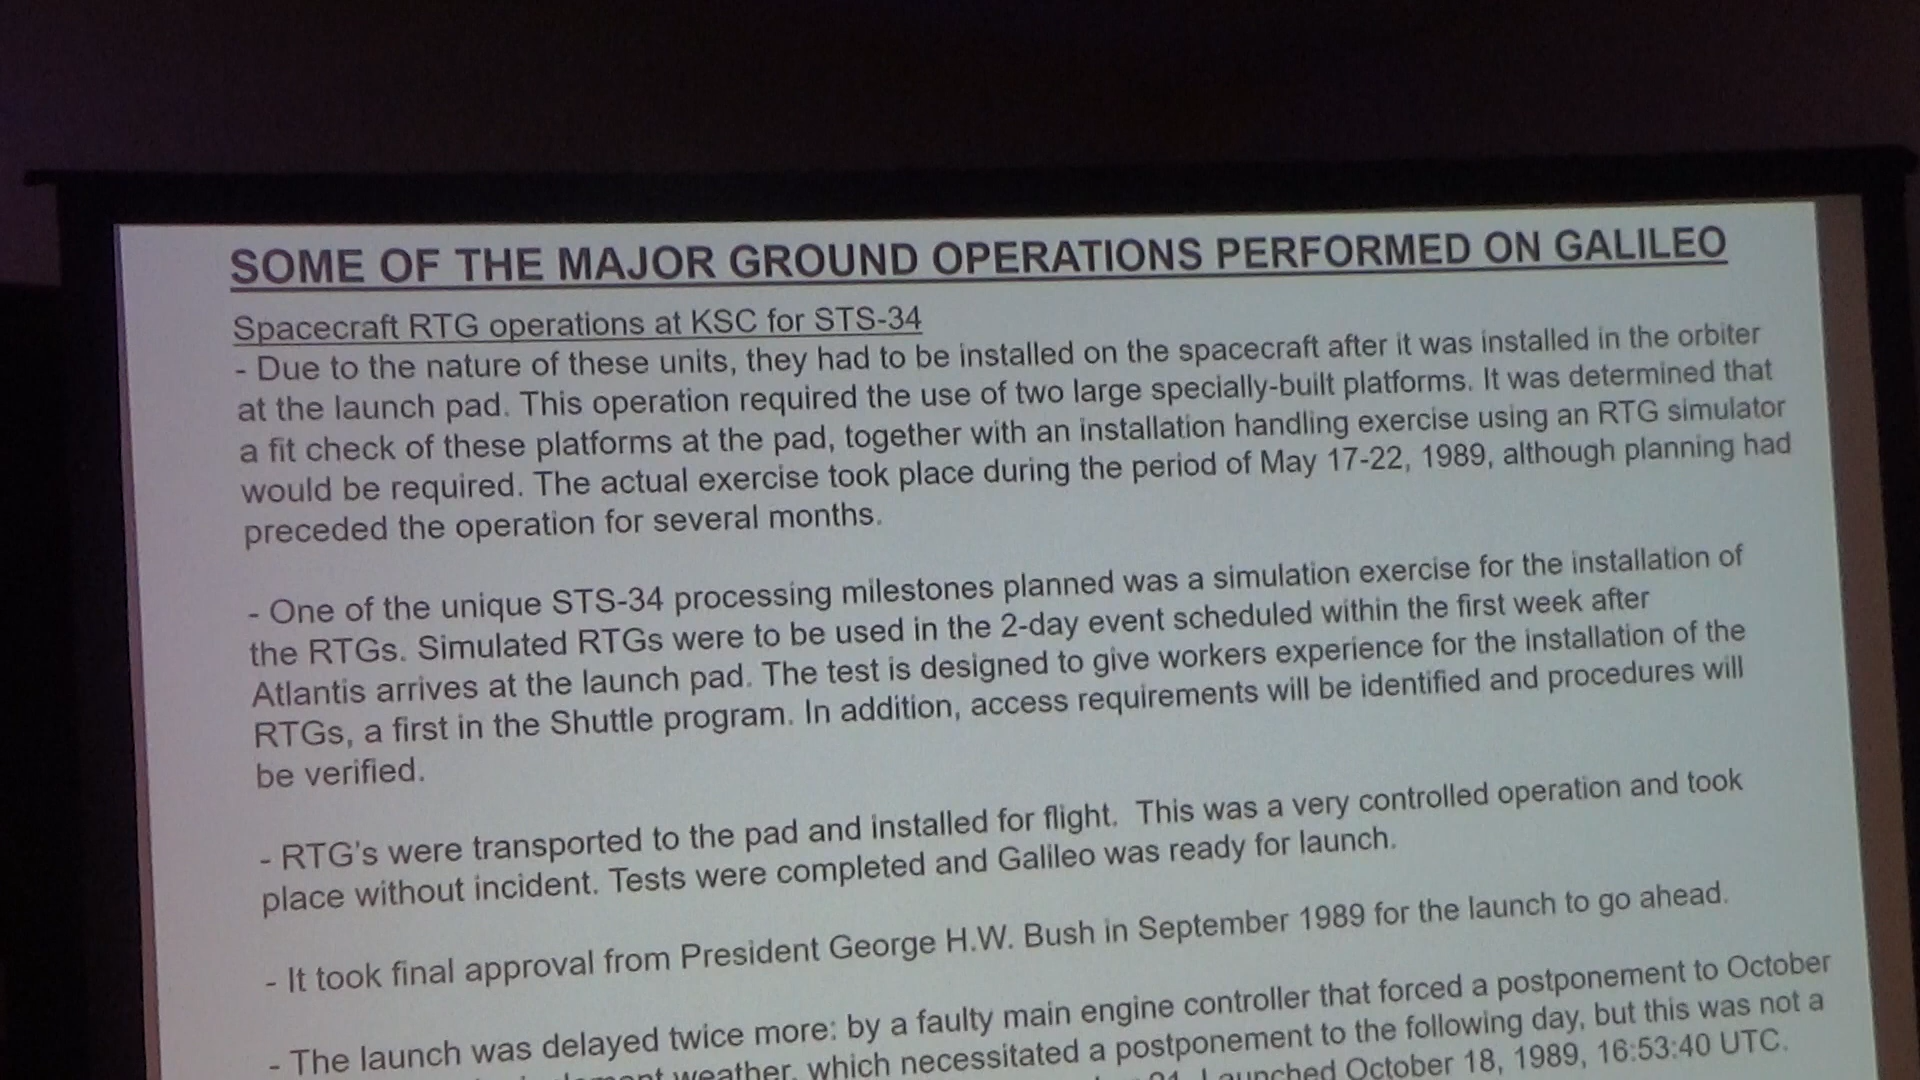 SOME OF THE MAJOR GROUND OPERATIONS PERFORMED ON GALILEO
Spacecraft RTG operations at KSC for STS-34
- Due to the nature of these units, they had to be installed on the spacecraft after it was installed in the orbiter
at the launch pad. This operation required the use of two large specially-built platforms. It was determined that
a fit check of these platforms at the pad, together with an installation handling exercise using an RTG simulator
would be required. The actual exercise took place during the period of May 17-22, 1989, although planning had
preceded the operation for several months.
- One of the unique STS-34 processing milestones planned was a simulation exercise for the installation of
the RTGs. Simulated RTGs were to be used in the 2-day event scheduled within the first week after
Atlantis arrives at the launch pad. The test is designed to give workers experience for the installation of the
RTGs, a first in the Shuttle program. In addition, access requirements will be identified and procedures will
be verified.
- RTG's were transported to the pad and installed for flight. This was a very controlled operation and took
place without incident. Tests were completed and Galileo was ready for launch.
- It took final approval from President George H.W. Bush in September 1989 for the launch to go ahead.
- The launch was delayed twice more: by a faulty main engine controller that forced a postponement to October
weather, which necessitated a postponement to the following day, but this was not a
Launched October 18, 1989, 16:53:40 UTC.